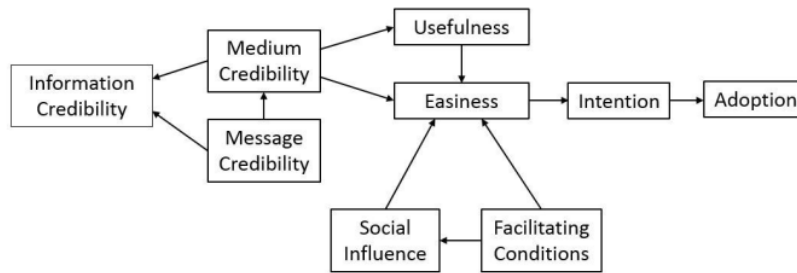 Usefulness
Medium
Credibility
Information
Credibility
Easiness
Intention
Adoption
Message
Credibility
Social
Influence
Facilitating
Conditions